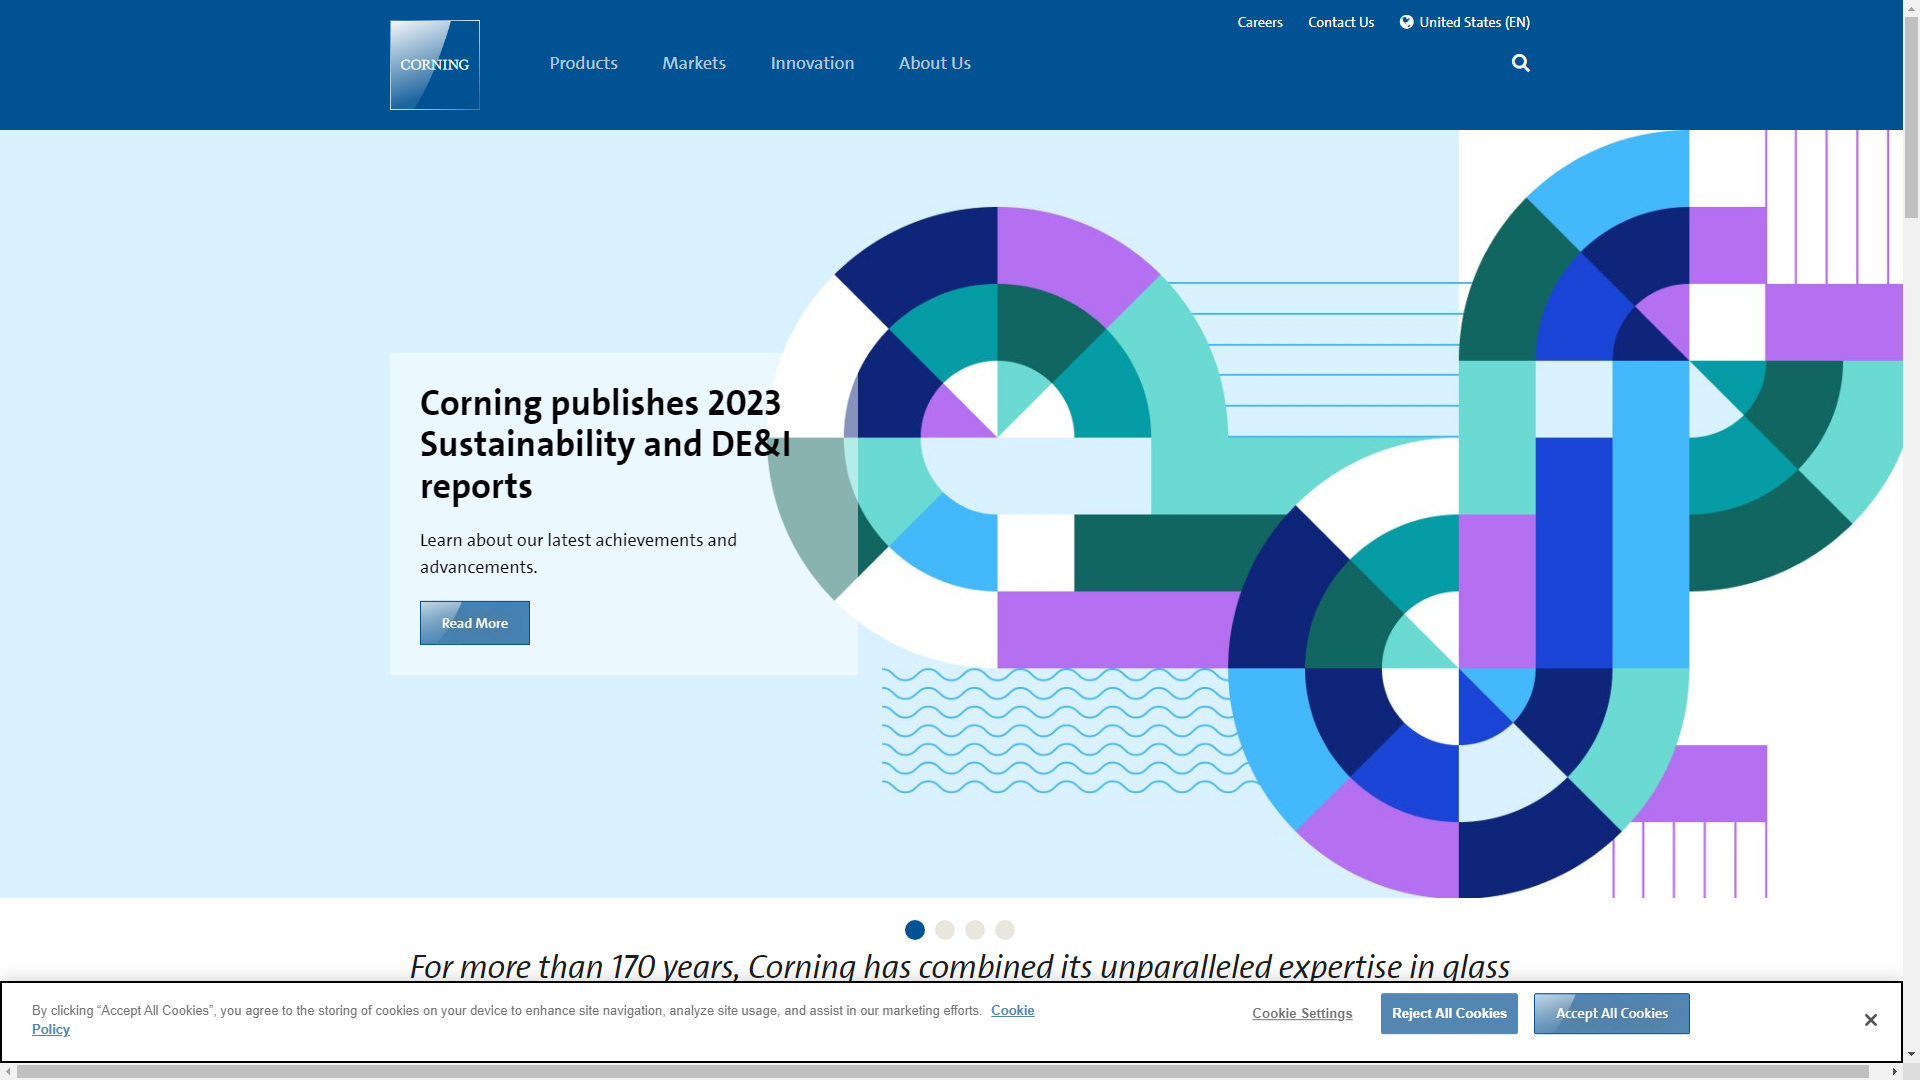 Careers Contact Us United States (EN)
CORNING
Products Markets Innovation About Us
Corning publishes 2023
Sustainability and DE&I
reports
Learn about our latest achievements and
advancements.
Read More
For more than 170 years, Corning has combined its unparalleled expertise in glass
By clicking “Accept All Cookies”, you agree to the storing of cookies on your device to enhance site navigation, analyze site usage, and assist in our marketing efforts. Cookie
Policy
Cookie Settings
Reject All Cookies
Accept All Cookies